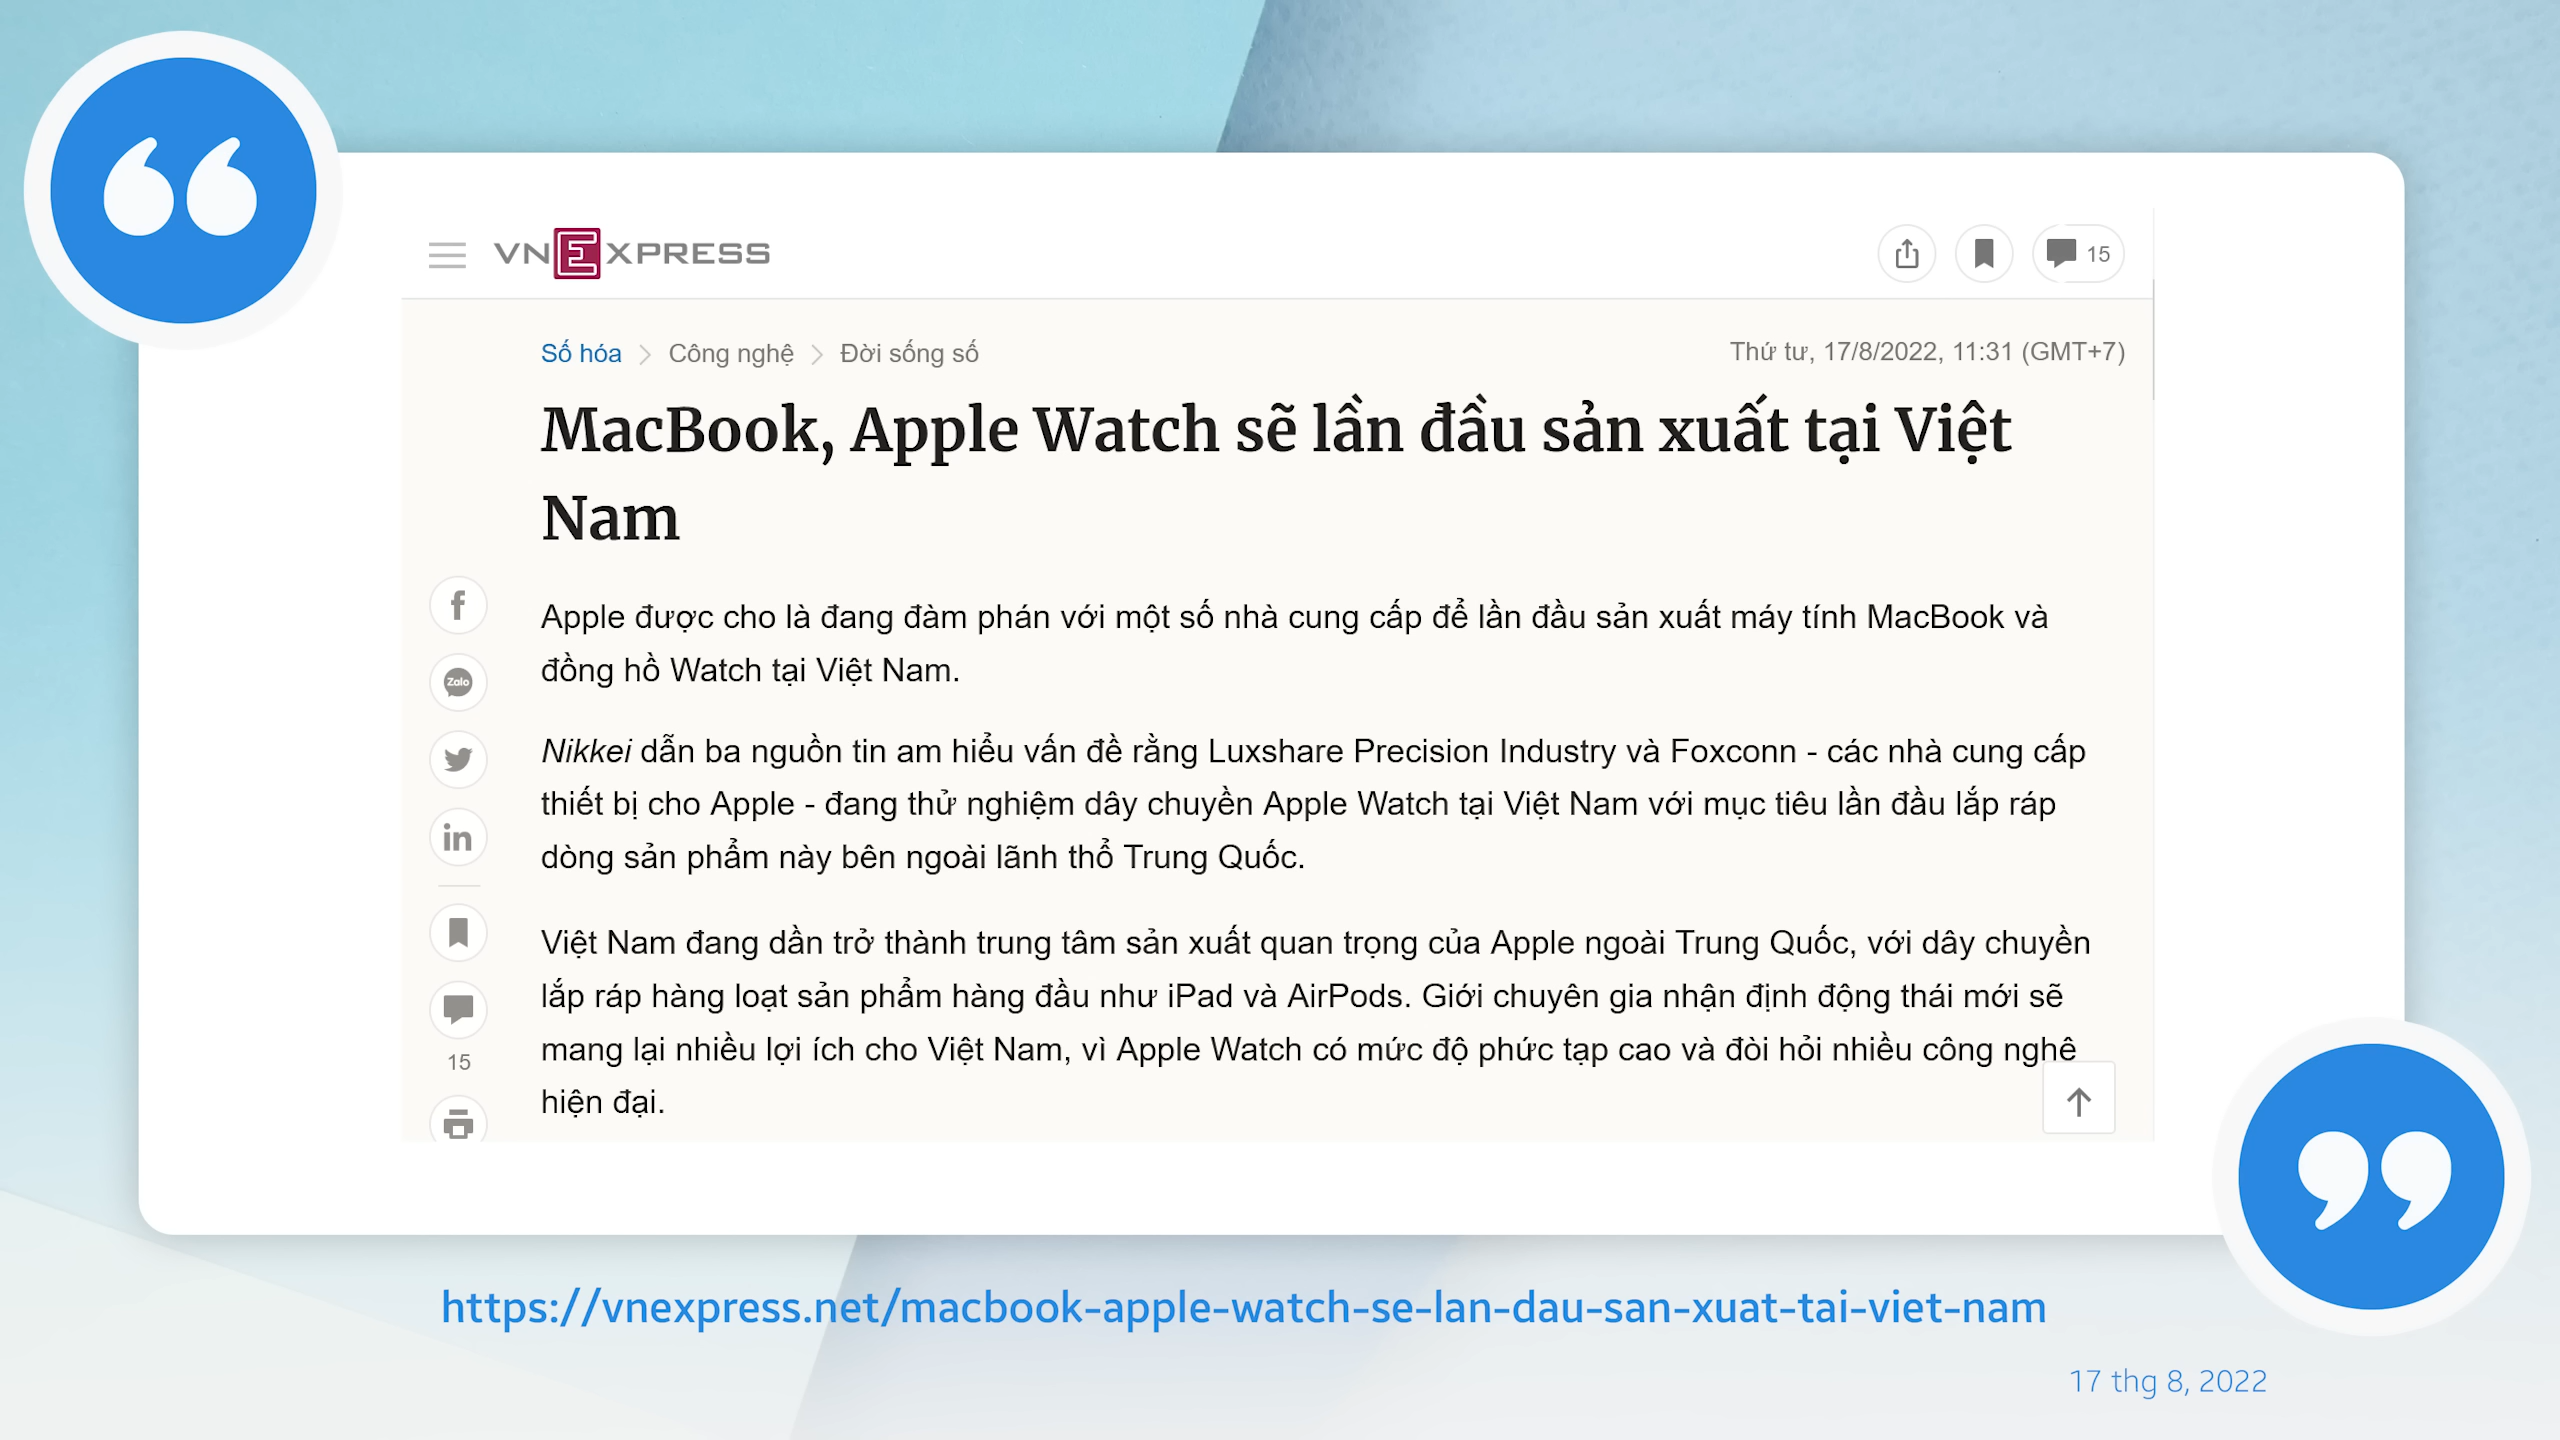 VNEXPRESS
15
Số hóa > Công nghệ > Đời sống số
Thứ tư, 17/8/2022, 11:31 (GMT+7)
MacBook, Apple Watch sẽ lần đầu sản xuất tại Việt
Nam
Apple được cho là đang đàm phán với một số nhà cung cấp để lần đầu sản xuất máy tính MacBook và
đồng hồ Watch tại Việt Nam.
Zalo
Nikkei dẫn ba nguồn tin am hiểu vấn đề rằng Luxshare Precision Industry và Foxconn - các nhà cung cấp
thiết bị cho Apple - đang thử nghiệm dây chuyền Apple Watch tại Việt Nam với mục tiêu lần đầu lắp ráp
dòng sản phẩm này bên ngoài lãnh thổ Trung Quốc.
Việt Nam đang dần trở thành trung tâm sản xuất quan trọng của Apple ngoài Trung Quốc, với dây chuyền
lắp ráp hàng loạt sản phẩm hàng đầu như iPad và AirPods. Giới chuyên gia nhận định động thái mới sẽ
mang lại nhiều lợi ích cho Việt Nam, vì Apple Watch có mức độ phức tạp cao và đòi hỏi nhiều công nghệ
hiện đại.
15
https://vnexpress.net/macbook-apple-watch-se-lan-dau-san-xuat-tai-viet-nam
17 thg 8, 2022